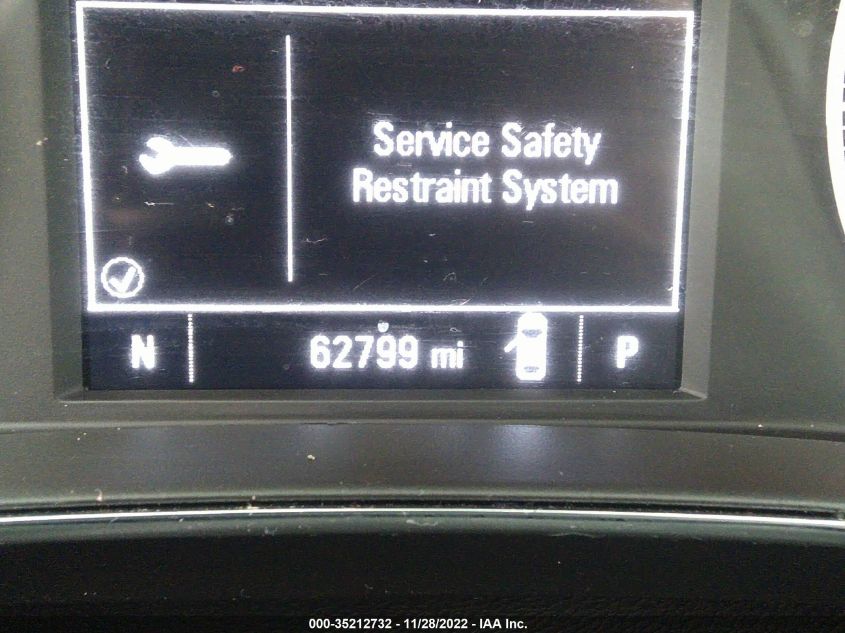 Service Safety
Restraint System
N 62799 mi P
000-35212732 - 11/28/2022 - IAA Inc.